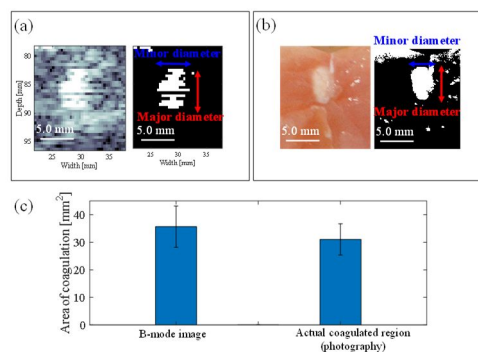 (a)
Minor diameter
Major diameter
80
85
90
95
Depth [mm]
5.0 mm
5.0 mm
25
30
35
25
30
35
Width [mm]
Width [mm]
(b)
Minor diameter
Major diameter
5.0 mm
5.0 mm
(c)
Area of coagulation [mm²]
40
30
20
10
0
B-mode image
Actual coagulated region
(photography)